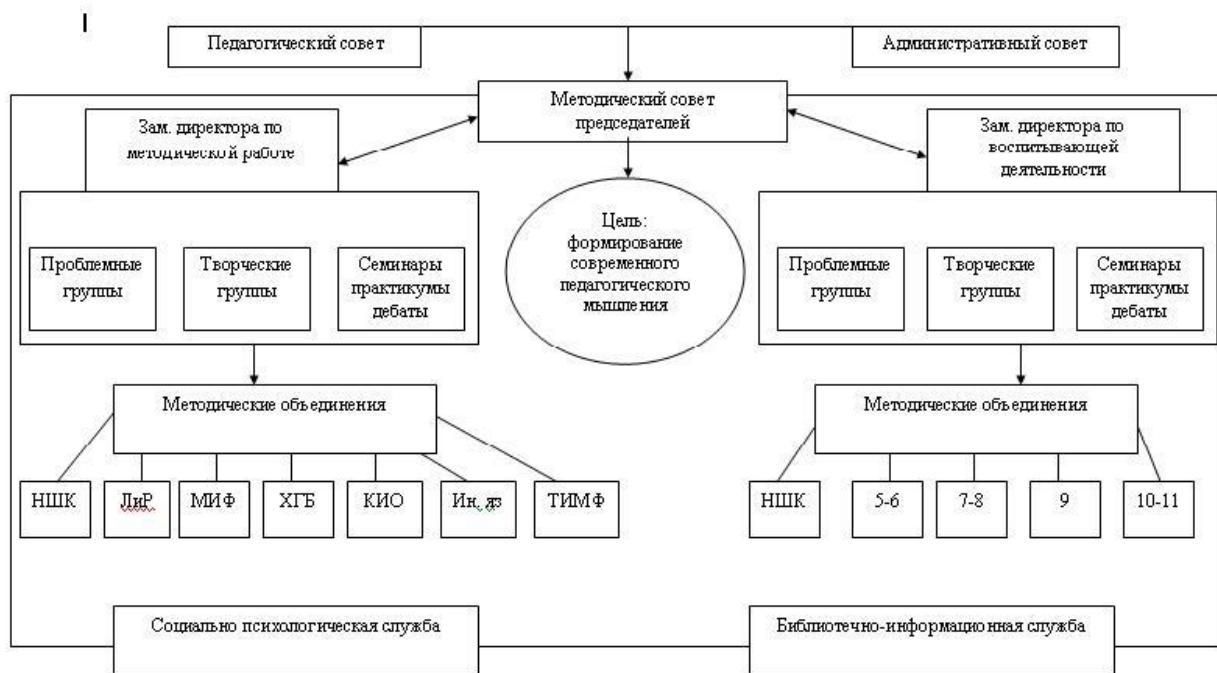 Педагогический совет
Административный совет
Методический совет
председателей
Зам. директора по
методической работе
Зам. директора по
воспитывающей
деятельности
Цель:
формирование
современного
педагогического
мышления
Проблемные
группы
Творческие
группы
Семинары
практикумы
дебаты
Проблемные
группы
Творческие
группы
Семинары
практикумы
дебаты
Методические объединения
Методические объединения
НШК
ЛиР
МИФ
ХГБ
КИО
Ин, яз
ТИМФ
НШК
5-6
7-8
9
10-11
Социально психологическая служба
Библиотечно-информационная служба